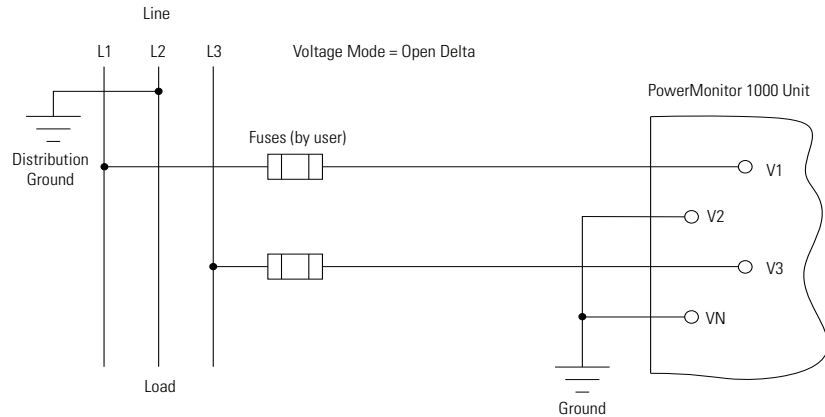 Line
L1
L2
L3
Voltage Mode = Open Delta
PowerMonitor 1000 Unit
Distribution
Ground
Fuses (by user)
V1
V2
V3
VN
Load
Ground